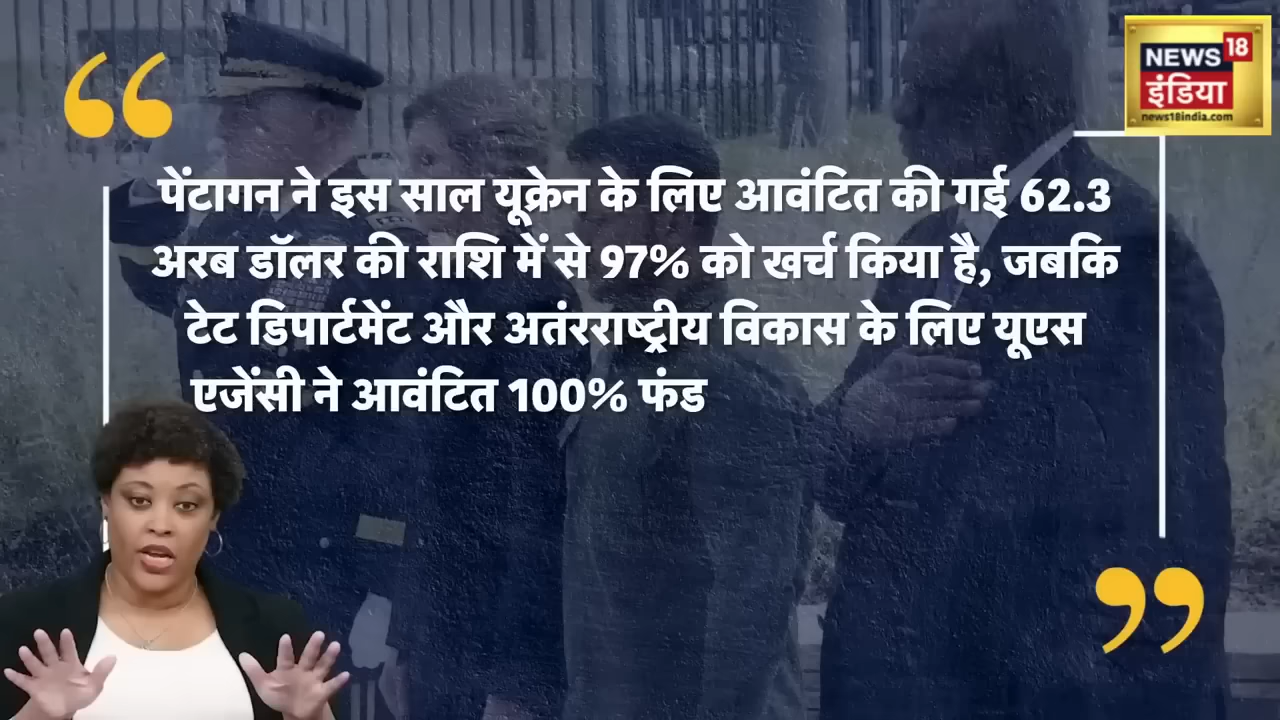 NEWS 18
इंडिया
news18india.com
पेंटागन ने इस साल यूक्रेन के लिए आवंटित की गई 62.3
अरब डॉलर की राशि में से 97% को खर्च किया है, जबकि
टेट डिपार्टमेंट और अतंरराष्ट्रीय विकास के लिए यूएस
एजेंसी ने आवंटित 100% फंड